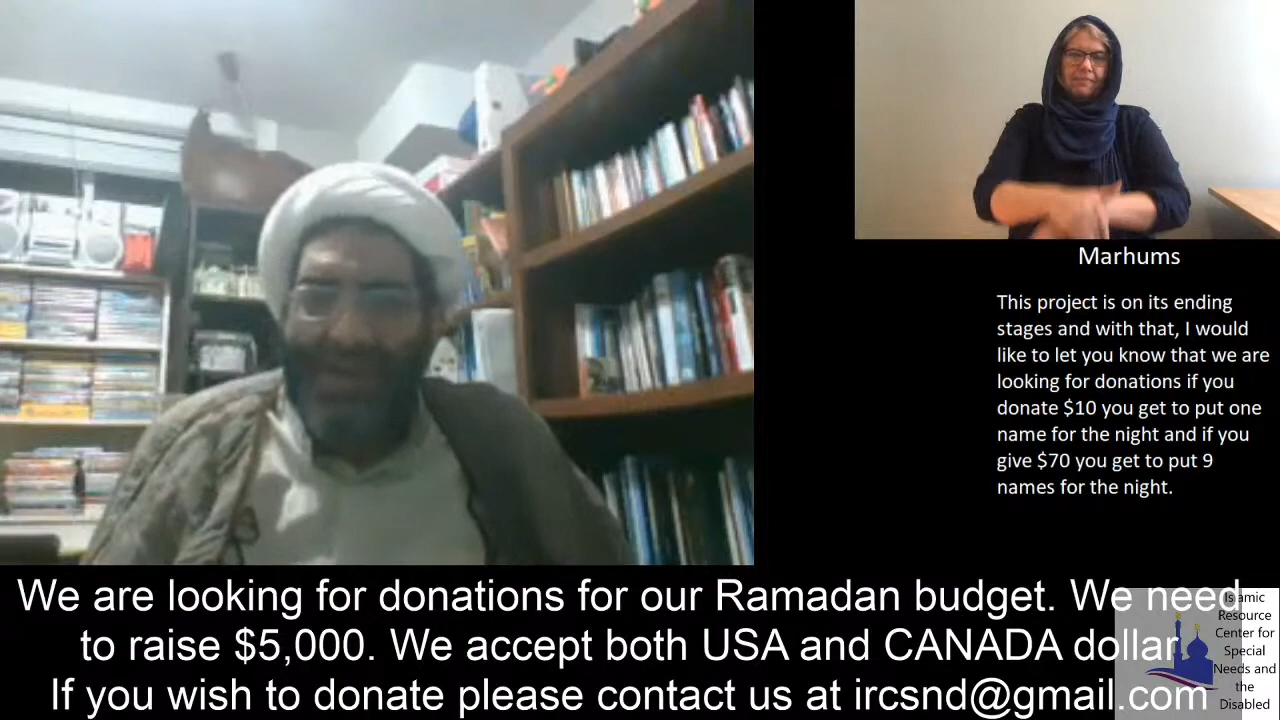 Marhums
This project is on its ending
stages and with that, I would
like to let you know that we are
looking for donations if you
donate $10 you get to put one
name for the night and if you
give $70 you get to put 9
names for the night.
We are looking for donations for our Ramadan budget. We need
to raise $5,000. We accept both USA and CANADA dollar
If you wish to donate please contact us at ircsnd@gmail.com
Islamic
Resource
Center for
Special
Needs and
the
Disabled